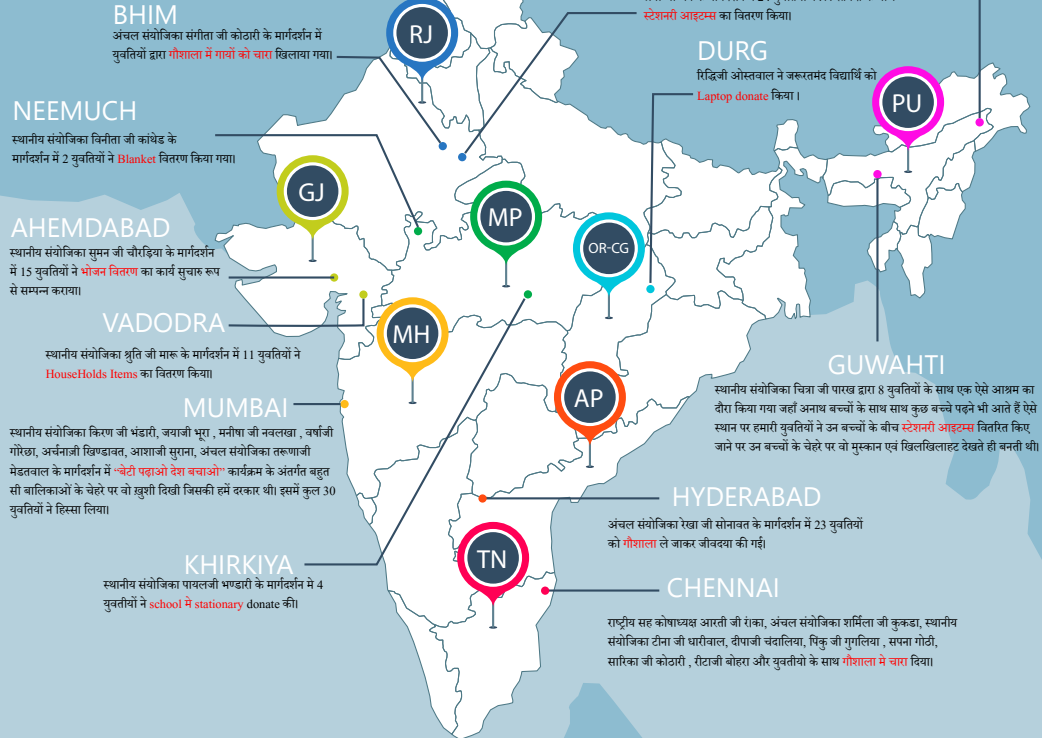 BHIM
अंचल संयोजिका संगीता जी कोठारी के मार्गदर्शन में
युवतियों द्वारा गौशाला में गायों को चारा खिलाया गया।
स्टेशनरी आइटम्स का वितरण किया।
DURG
रिद्धिजी ओस्तवाल ने जरूरतमंद विद्यार्थि को
Laptop donate किया ।
NEEMUCH
स्थानीय संयोजिका विनीता जी कांथेड के
मार्गदर्शन में 2 युवतियों ने Blanket वितरण किया गया।
AHEMDABAD
स्थानीय संयोजिका सुमन जी चौरड़िया के मार्गदर्शन
में 15 युवतियों ने भोजन वितरण का कार्य सुचारु रूप
से सम्पन्न कराया।
VADODRA
स्थानीय संयोजिका श्रुति जी मारू के मार्गदर्शन में 11 युवतियों ने
HouseHolds Items का वितरण किया।
MUMBAI
स्थानीय संयोजिका किरण जी भंडारी, जयाजी भूरा , मनीषा जी नवलखा , वर्षाजी
गोरेछा, अर्चनाज़ी खिण्डावत, आशाजी सुराना, अंचल संयोजिका तरूणाजी
मेडतवाल के मार्गदर्शन में “बेटी पढ़ाओ देश बचाओ” कार्यक्रम के अंतर्गत बहुत
सी बालिकाओं के चेहरे पर वो ख़ुशी दिखी जिसकी हमें दरकार थी। इसमें कुल 30
युवतियों ने हिस्सा लिया।
KHIRKIYA
स्थानीय संयोजिका पायलजी भण्डारी के मार्गदर्शन मे 4
युवतीयों ने school मे stationary donate की।
GUWAHTI
स्थानीय संयोजिका चित्रा जी पारख द्वारा 8 युवतियों के साथ एक ऐसे आश्रम का
दौरा किया गया जहाँ अनाथ बच्चों के साथ साथ कुछ बच्चे पढ़ने भी आते हैं ऐसे
स्थान पर हमारी युवतियों ने उन बच्चों के बीच स्टेशनरी आइटम्स वितरित किए
जाने पर उन बच्चों के चेहरे पर वो मुस्कान एवं खिलखिलाहट देखते ही बनती थी।
HYDERABAD
अंचल संयोजिका रेखा जी सोनावत के मार्गदर्शन में 23 युवतियों
को गौशाला ले जाकर जीवदया की गई।
CHENNAI
राष्ट्रीय सह कोषाध्यक्ष आरती जी रांका, अंचल संयोजिका शर्मिला जी कुकडा, स्थानीय
संयोजिका टीना जी धारीवाल, दीपाजी चंदालिया, पिंकु जी गुगलिया , सपना गोठी,
सारिका जी कोठारी , रीटाजी बोहरा और युवतीयो के साथ गौशाला मे चारा दिया।
RJ
PU
GJ
MP
OR-CG
MH
AP
TN